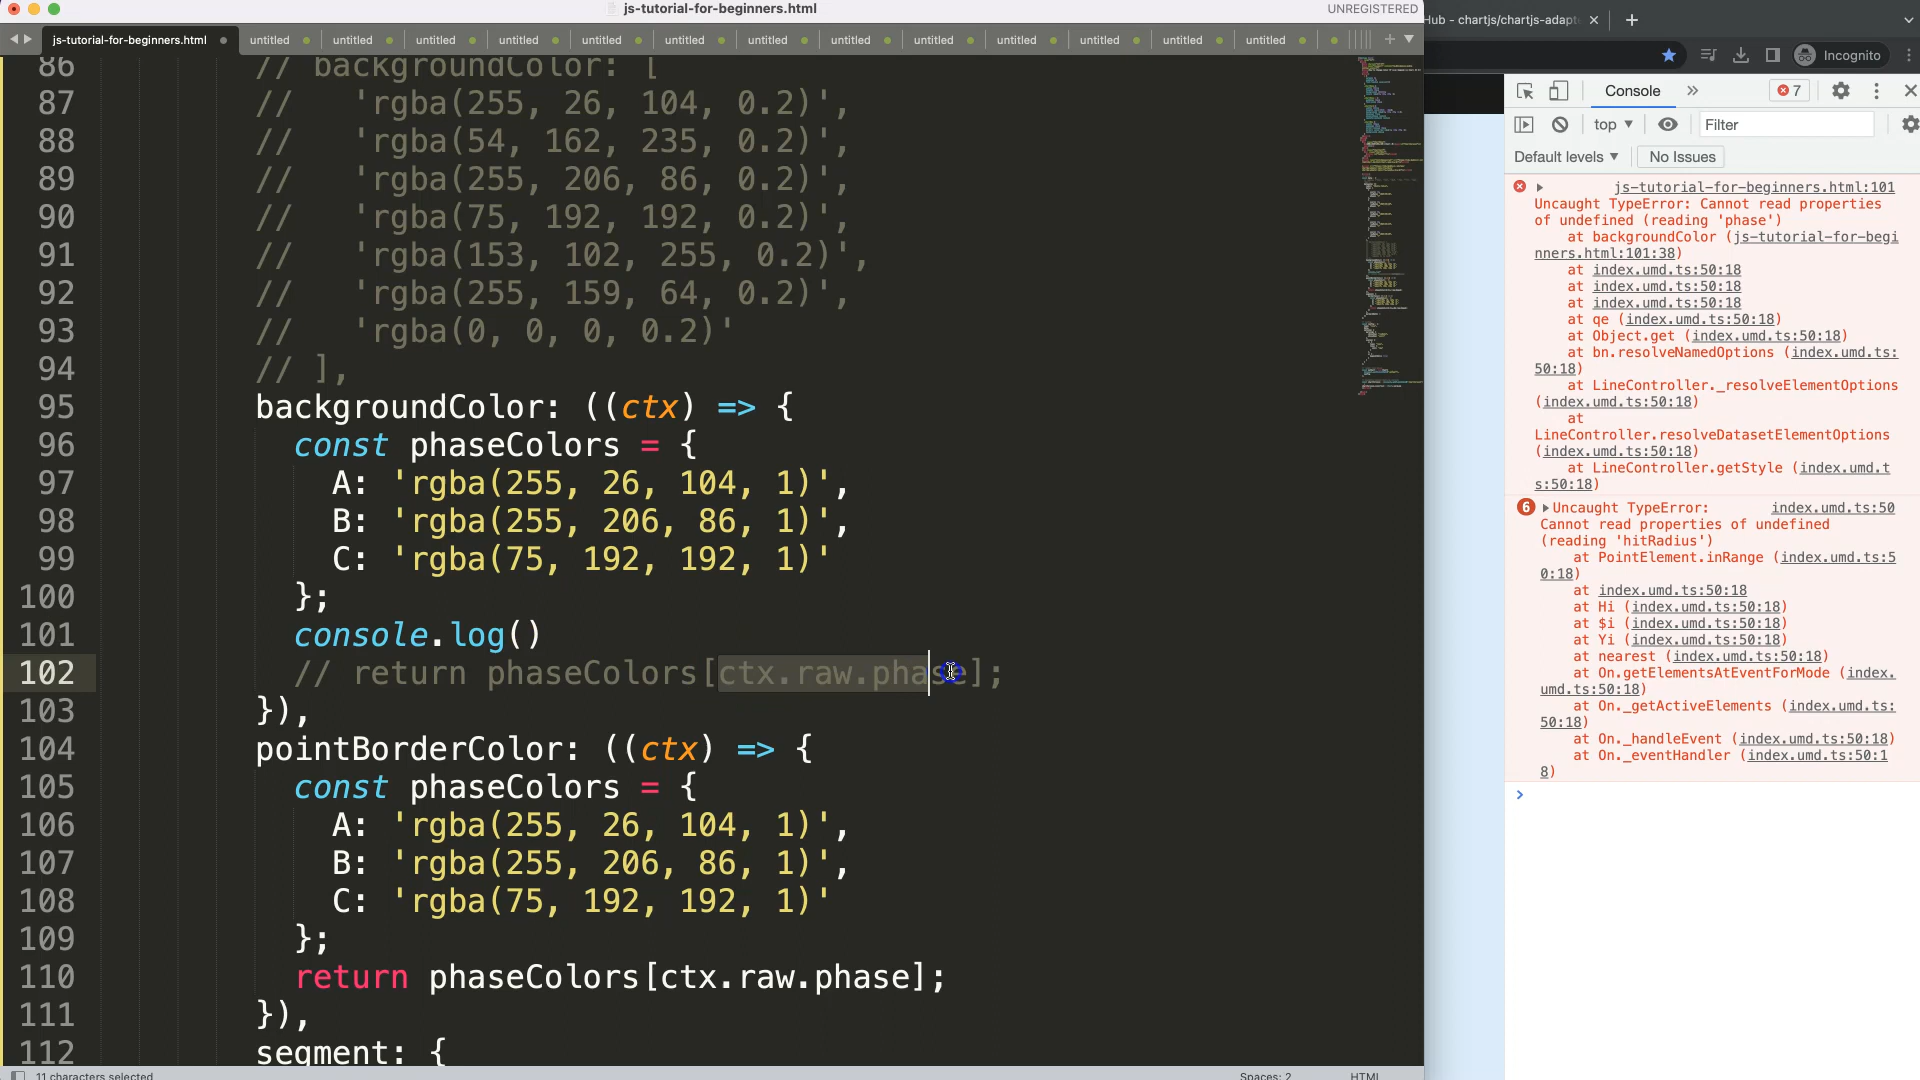 js-tutorial-for-beginners.html
UNREGISTERED
Hub - chartjs/chartjs-adapt
js-tutorial-for-beginners.html
untitled
untitled
untitled
untitled
untitled
untitled
untitled
untitled
untitled
untitled
untitled
untitled
untitled
Incognito
86 // backgroundColor: [
87 //   'rgba(255, 26, 104, 0.2)',
88 //   'rgba(54, 162, 235, 0.2)',
89 //   'rgba(255, 206, 86, 0.2)',
90 //   'rgba(75, 192, 192, 0.2)',
91 //   'rgba(153, 102, 255, 0.2)',
92 //   'rgba(255, 159, 64, 0.2)',
93 //   'rgba(0, 0, 0, 0.2)'
94 // ],
95 backgroundColor: ((ctx) => {
96 const phaseColors = {
97 A: 'rgba(255, 26, 104, 1)',
98 B: 'rgba(255, 206, 86, 1)',
99 C: 'rgba(75, 192, 192, 1)'
100 };
101 console.log()
102 // return phaseColors[ctx.raw.phase];
103 }),
104 pointBorderColor: ((ctx) => {
105 const phaseColors = {
106 A: 'rgba(255, 26, 104, 1)',
107 B: 'rgba(255, 206, 86, 1)',
108 C: 'rgba(75, 192, 192, 1)'
109 };
110 return phaseColors[ctx.raw.phase];
111 }),
112 segment: {
11 characters selected
Spaces: 2
HTML
Console
7
top
Filter
Default levels
No Issues
js-tutorial-for-beginners.html:101
Uncaught TypeError: Cannot read properties
of undefined (reading 'phase')
at backgroundColor (js-tutorial-for-begi
nners.html:101:38)
at index.umd.ts:50:18
at index.umd.ts:50:18
at index.umd.ts:50:18
at qe (index.umd.ts:50:18)
at Object.get (index.umd.ts:50:18)
at bn.resolveNamedOptions (index.umd.ts:
50:18)
at LineController._resolveElementOptions
(index.umd.ts:50:18)
at
LineController.resolveDatasetElementOptions
(index.umd.ts:50:18)
at LineController.getStyle (index.umd.t
s:50:18)
6 Uncaught TypeError: index.umd.ts:50
Cannot read properties of undefined
(reading 'hitRadius')
at PointElement.inRange (index.umd.ts:5
0:18)
at index.umd.ts:50:18
at Hi (index.umd.ts:50:18)
at $i (index.umd.ts:50:18)
at Yi (index.umd.ts:50:18)
at nearest (index.umd.ts:50:18)
at On.getElementsAtEventForMode (index.
umd.ts:50:18)
at On._getActiveElements (index.umd.ts:
50:18)
at On._handleEvent (index.umd.ts:50:18)
at On._eventHandler (index.umd.ts:50:1
8)